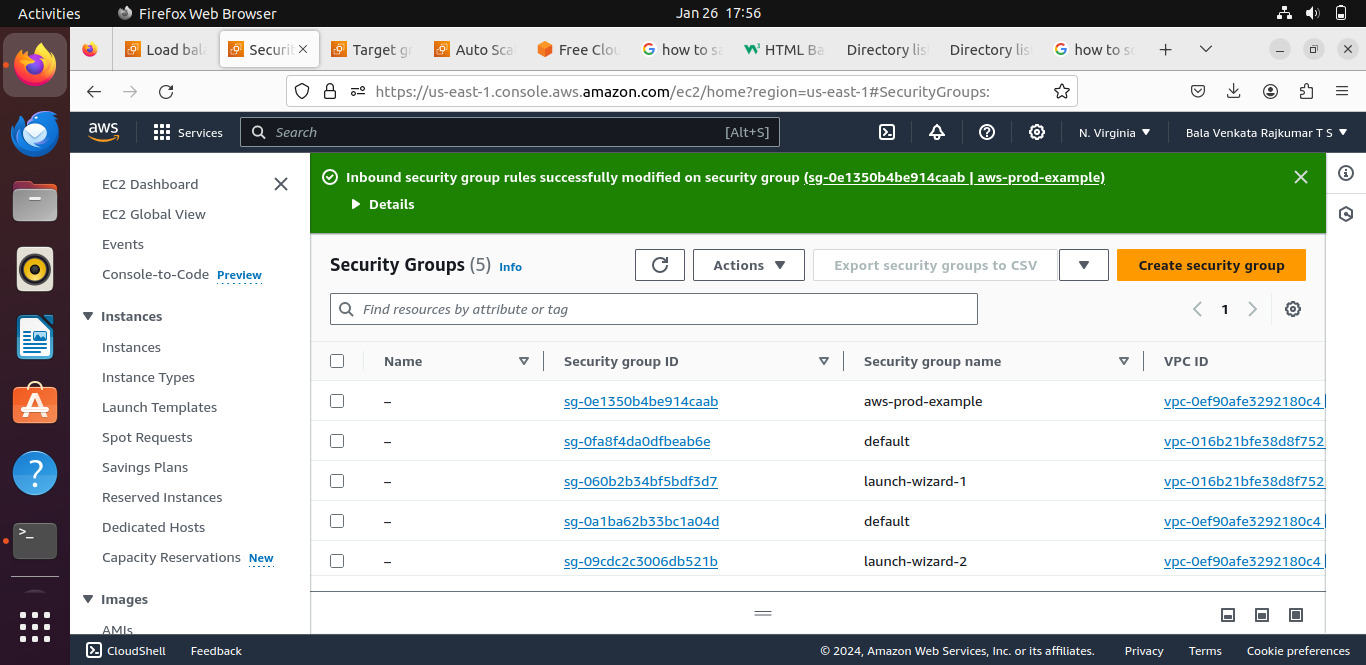 Activities Firefox Web Browser Jan 26 17:56
Load bal Securit Target gr Auto Sca Free Clou how to sa HTML Ba Directory lis Directory lis how to sc
https://us-east-1.console.aws.amazon.com/ec2/home?region=us-east-1#SecurityGroups:
aws Services Search [Alt+S] N. Virginia Bala Venkata Rajkumar T S
EC2 Dashboard
EC2 Global View
Events
Console-to-Code Preview
Instances
Instances
Instance Types
Launch Templates
Spot Requests
Savings Plans
Reserved Instances
Dedicated Hosts
Capacity Reservations New
Images
AMIs
Inbound security group rules successfully modified on security group (sg-0e1350b4be914caab | aws-prod-example)
Details
Security Groups (5) Info Actions Export security groups to CSV Create security group
Find resources by attribute or tag 1
Name Security group ID Security group name VPC ID
– sg-0e1350b4be914caab aws-prod-example vpc-0ef90afe3292180c4
– sg-0fa8f4da0dfbeab6e default vpc-016b21bfe38d8f752
– sg-060b2b34bf5bdf3d7 launch-wizard-1 vpc-016b21bfe38d8f752
– sg-0a1ba62b33bc1a04d default vpc-0ef90afe3292180c4
– sg-09cdc2c3006db521b launch-wizard-2 vpc-0ef90afe3292180c4
CloudShell Feedback © 2024, Amazon Web Services, Inc. or its affiliates. Privacy Terms Cookie preferences